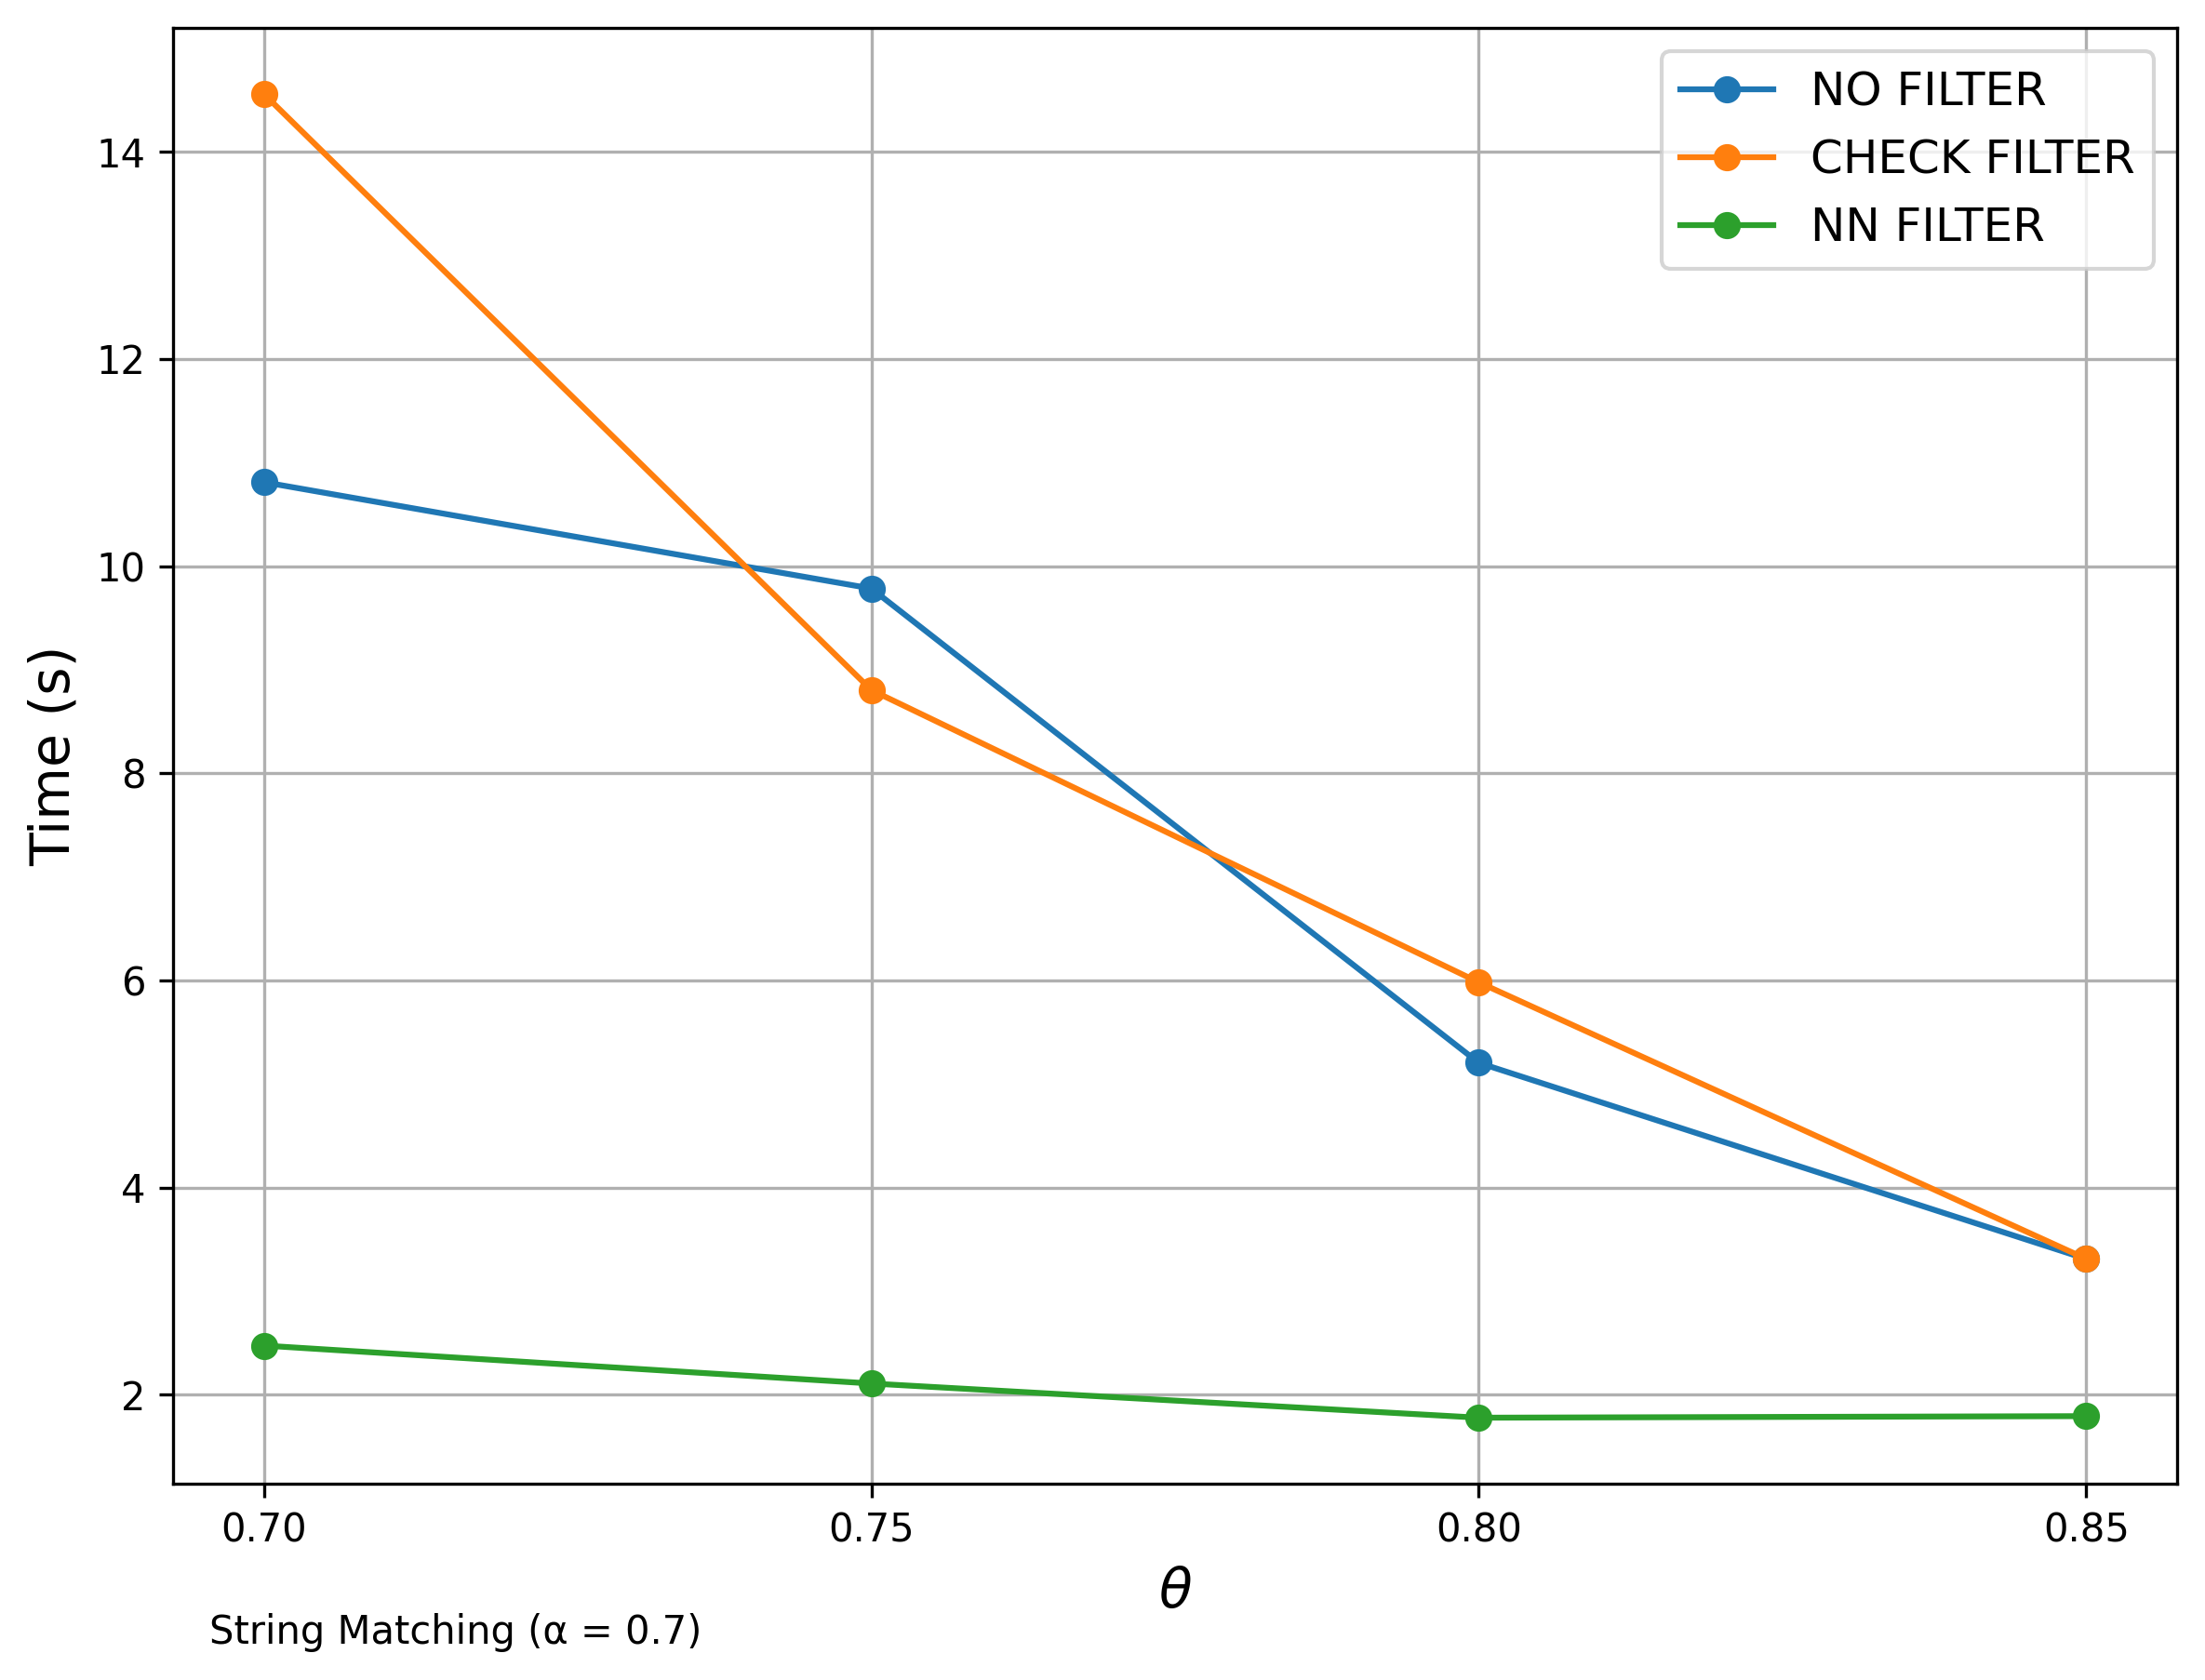 NO FILTER
CHECK FILTER
NN FILTER
14
12
10
8
6
4
2
Time (s)
0.70 0.75 0.80 0.85
θ
String Matching (α = 0.7)